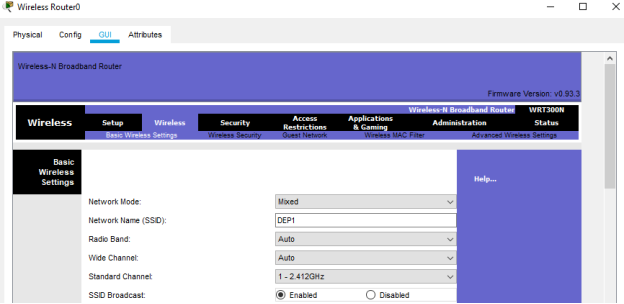 Wireless Router0
Physical Config GUI Attributes
Wireless-N Broadband Router
Firmware Version: v0.93.3
Wireless-N Broadband Router WRT300N
Wireless Setup Wireless Security Access Restrictions Applications & Gaming Administration Status
Basic Wireless Settings Wireless Security Guest Network Wireless MAC Filter Advanced Wireless Settings
Basic
Wireless
Settings
Help...
Network Mode: Mixed
Network Name (SSID): DEP1
Radio Band: Auto
Wide Channel: Auto
Standard Channel: 1 - 2.412GHz
SSID Broadcast: Enabled Disabled